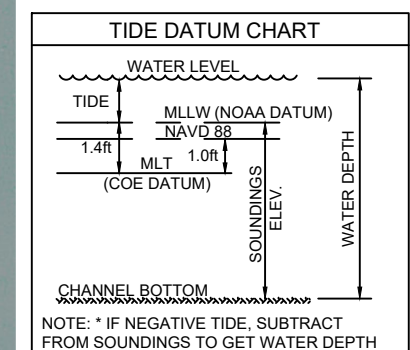 TIDE DATUM CHART
WATER LEVEL
TIDE
MLLW (NOAA DATUM)
NAVD 88
1.4ft
1.0ft
MLT
(COE DATUM)
SOUNDINGS
ELEV.
WATER DEPTH
CHANNEL BOTTOM
NOTE: * IF NEGATIVE TIDE, SUBTRACT
FROM SOUNDINGS TO GET WATER DEPTH